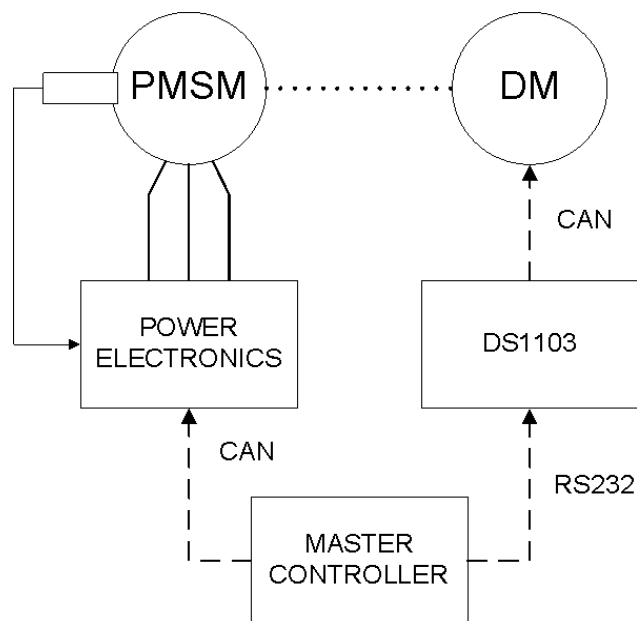 PMSM
DM
CAN
POWER
ELECTRONICS
DS1103
CAN
RS232
MASTER
CONTROLLER